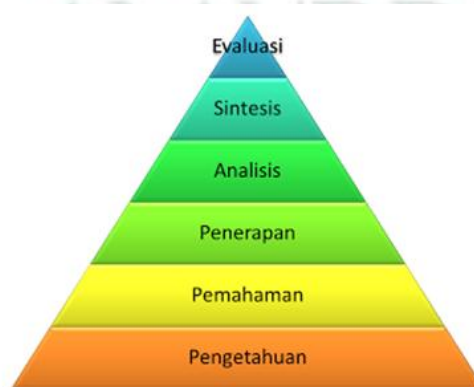 Evaluasi
Sintesis
Analisis
Penerapan
Pemahaman
Pengetahuan